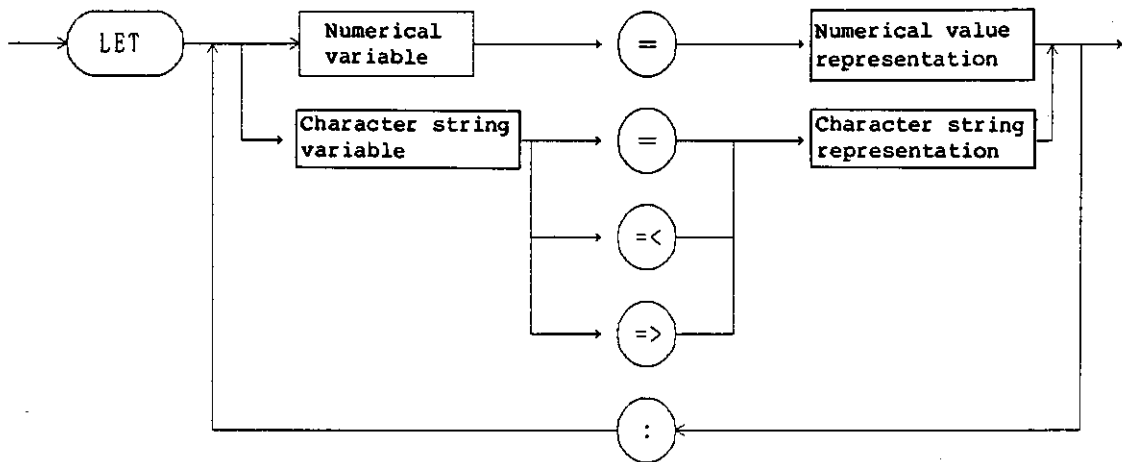 LET
Numerical
variable
=
Numerical value
representation
Character string
variable
=
Character string
representation
=<
=>
: